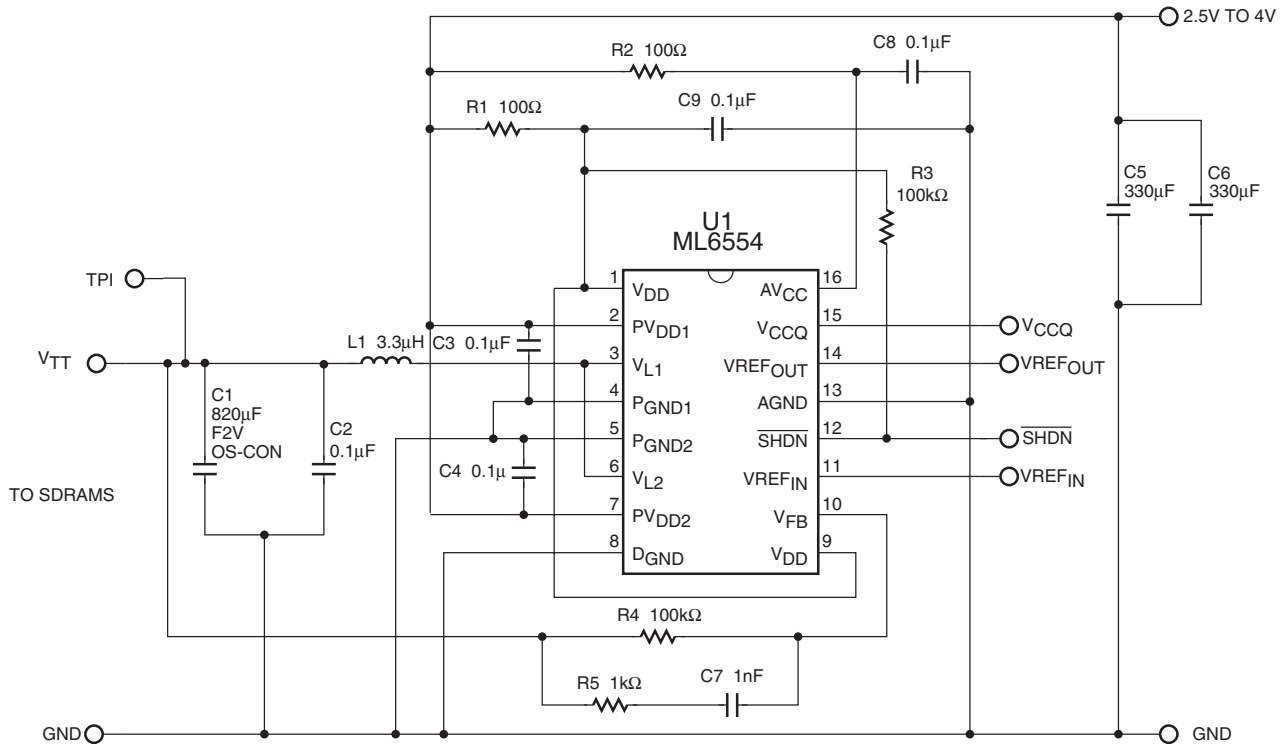 2.5V TO 4V
R2 100Ω
C8 0.1µF
R1 100Ω
C9 0.1µF
R3
100kΩ
C5
330µF
C6
330µF
U1
ML6554
TPI
VTT
L1 3.3µH
C3 0.1µF
C1
820µF
F2V
OS-CON
C2
0.1µF
C4 0.1µ
TO SDRAMS
1
VDD
2
PVDD1
3
VL1
4
PGND1
5
PGND2
6
VL2
7
PVDD2
8
DGND
16
AVCC
15
VCCQ
14
VREFOUT
13
AGND
12
SHDN
11
VREFIN
10
VFB
9
VDD
VCCQ
VREFOUT
SHDN
VREFIN
R4 100kΩ
R5 1kΩ
C7 1nF
GND
GND